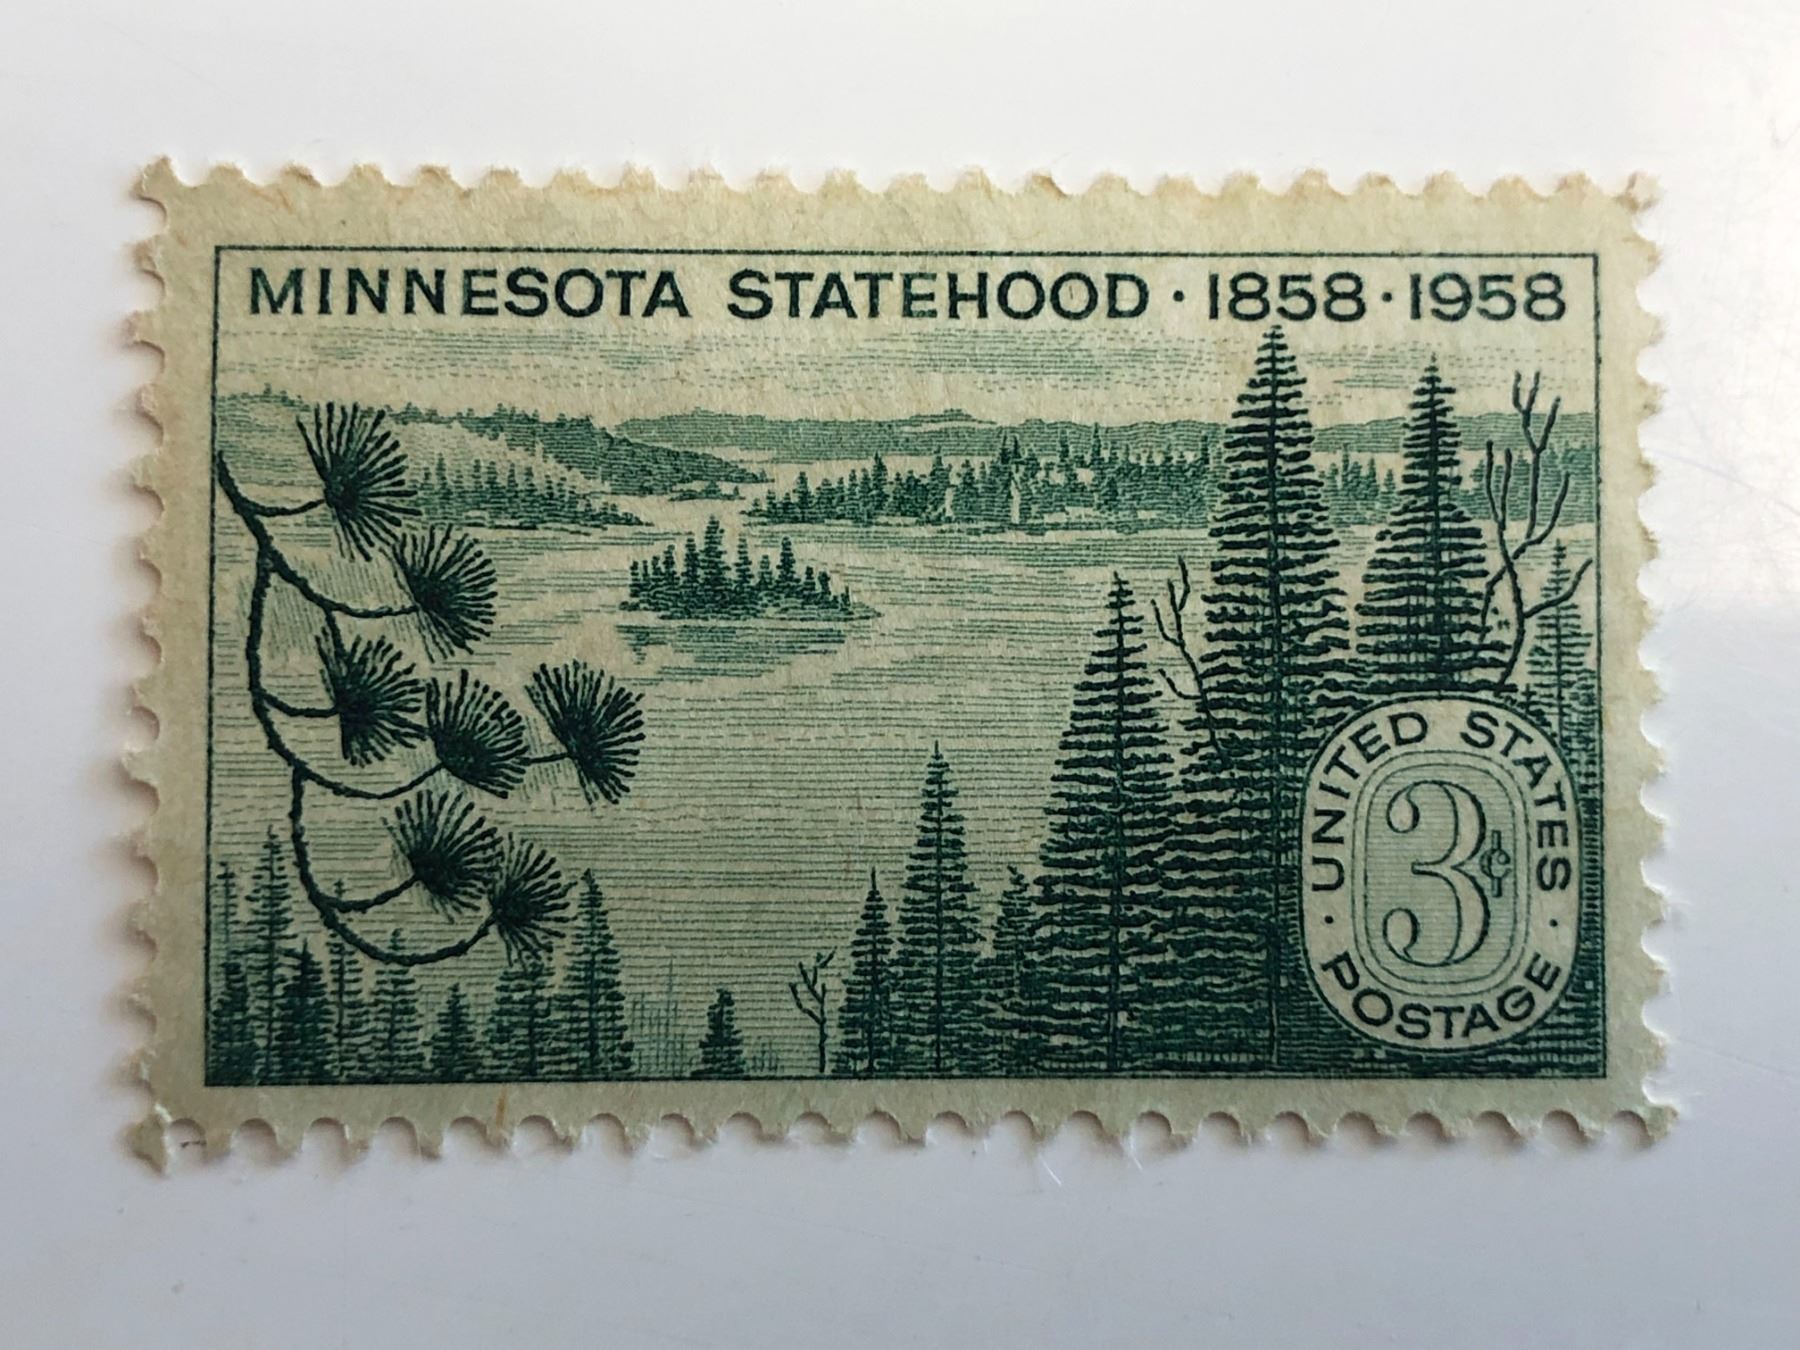 MINNESOTA STATEHOOD · 1858 · 1958
UNITED STATES
3¢
· POSTAGE ·